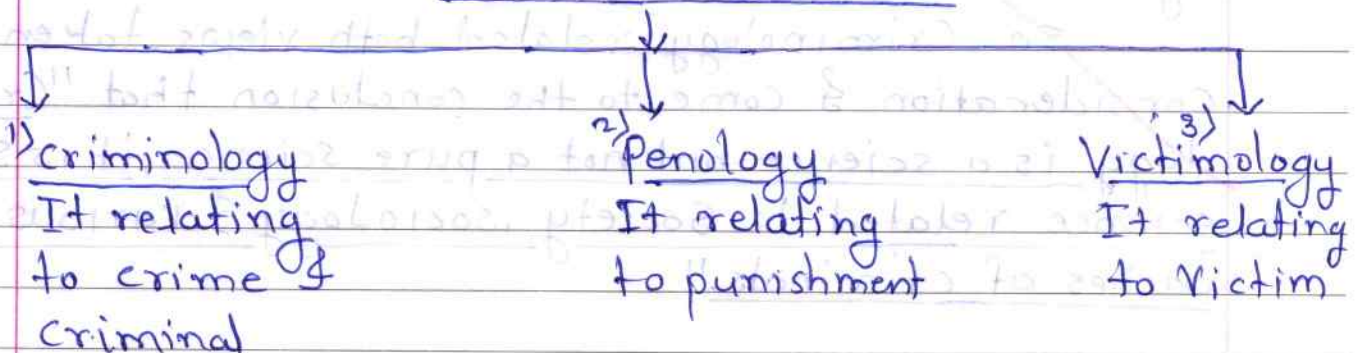 1) criminology
It relating
to crime &
criminal
2) Penology
It relating
to punishment
3) Victimology
It relating
to Victim